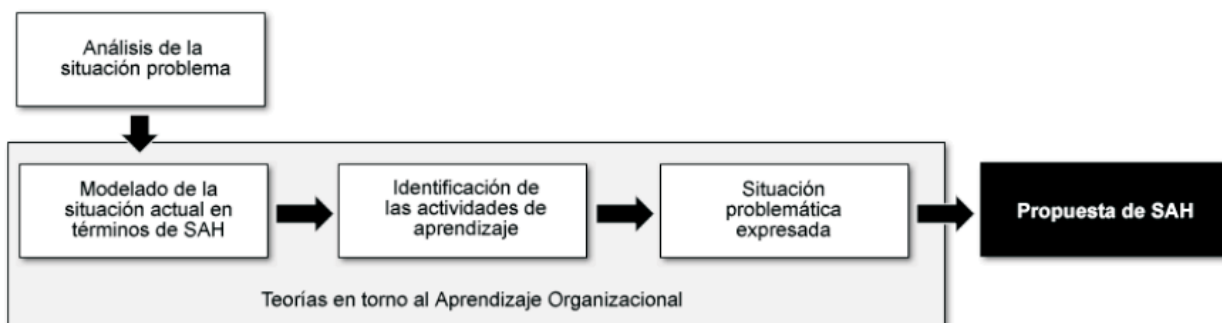 Análisis de la
situación problema
Modelado de la
situación actual en
términos de SAH
Identificación de
las actividades de
aprendizaje
Situación
problemática
expresada
Propuesta de SAH
Teorías en torno al Aprendizaje Organizacional